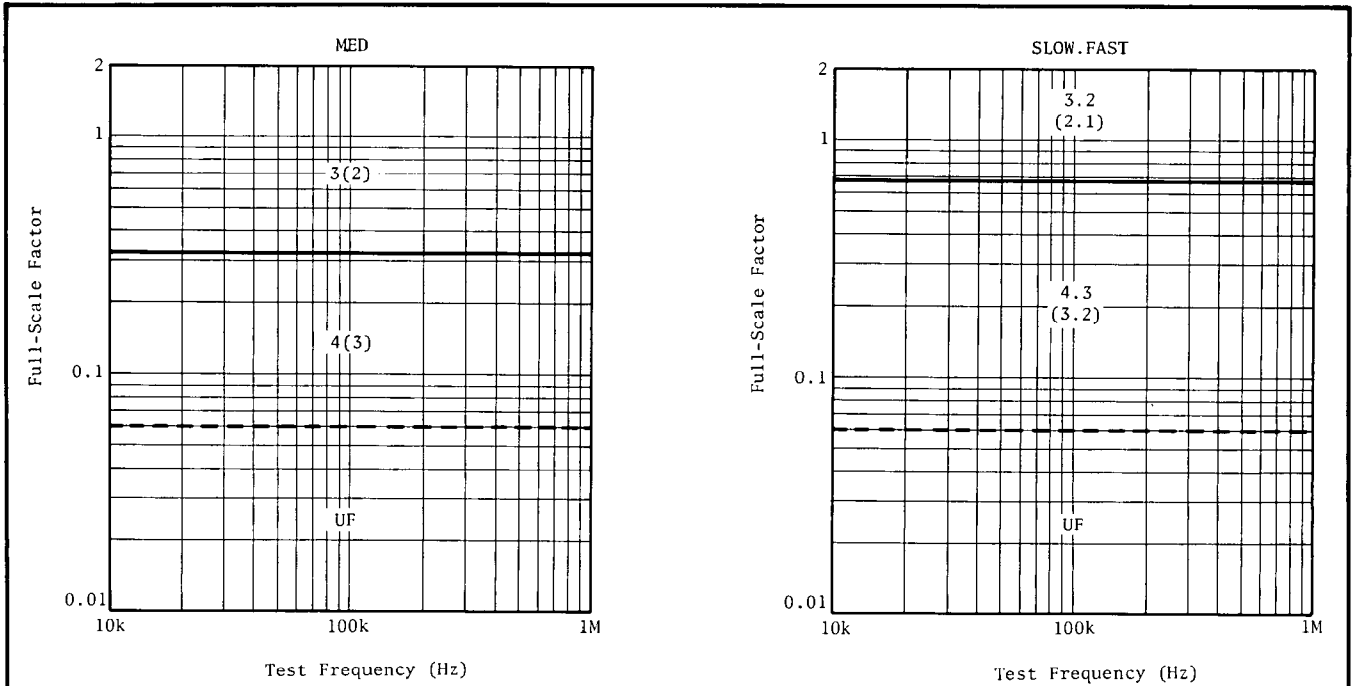 MED
2
1
3(2)
Full-Scale Factor
4(3)
0.1
UF
0.01
10k
100k
1M
Test Frequency (Hz)
SLOW.FAST
2
3.2
(2.1)
1
Full-Scale Factor
4.3
(3.2)
0.1
UF
0.01
10k
100k
1M
Test Frequency (Hz)